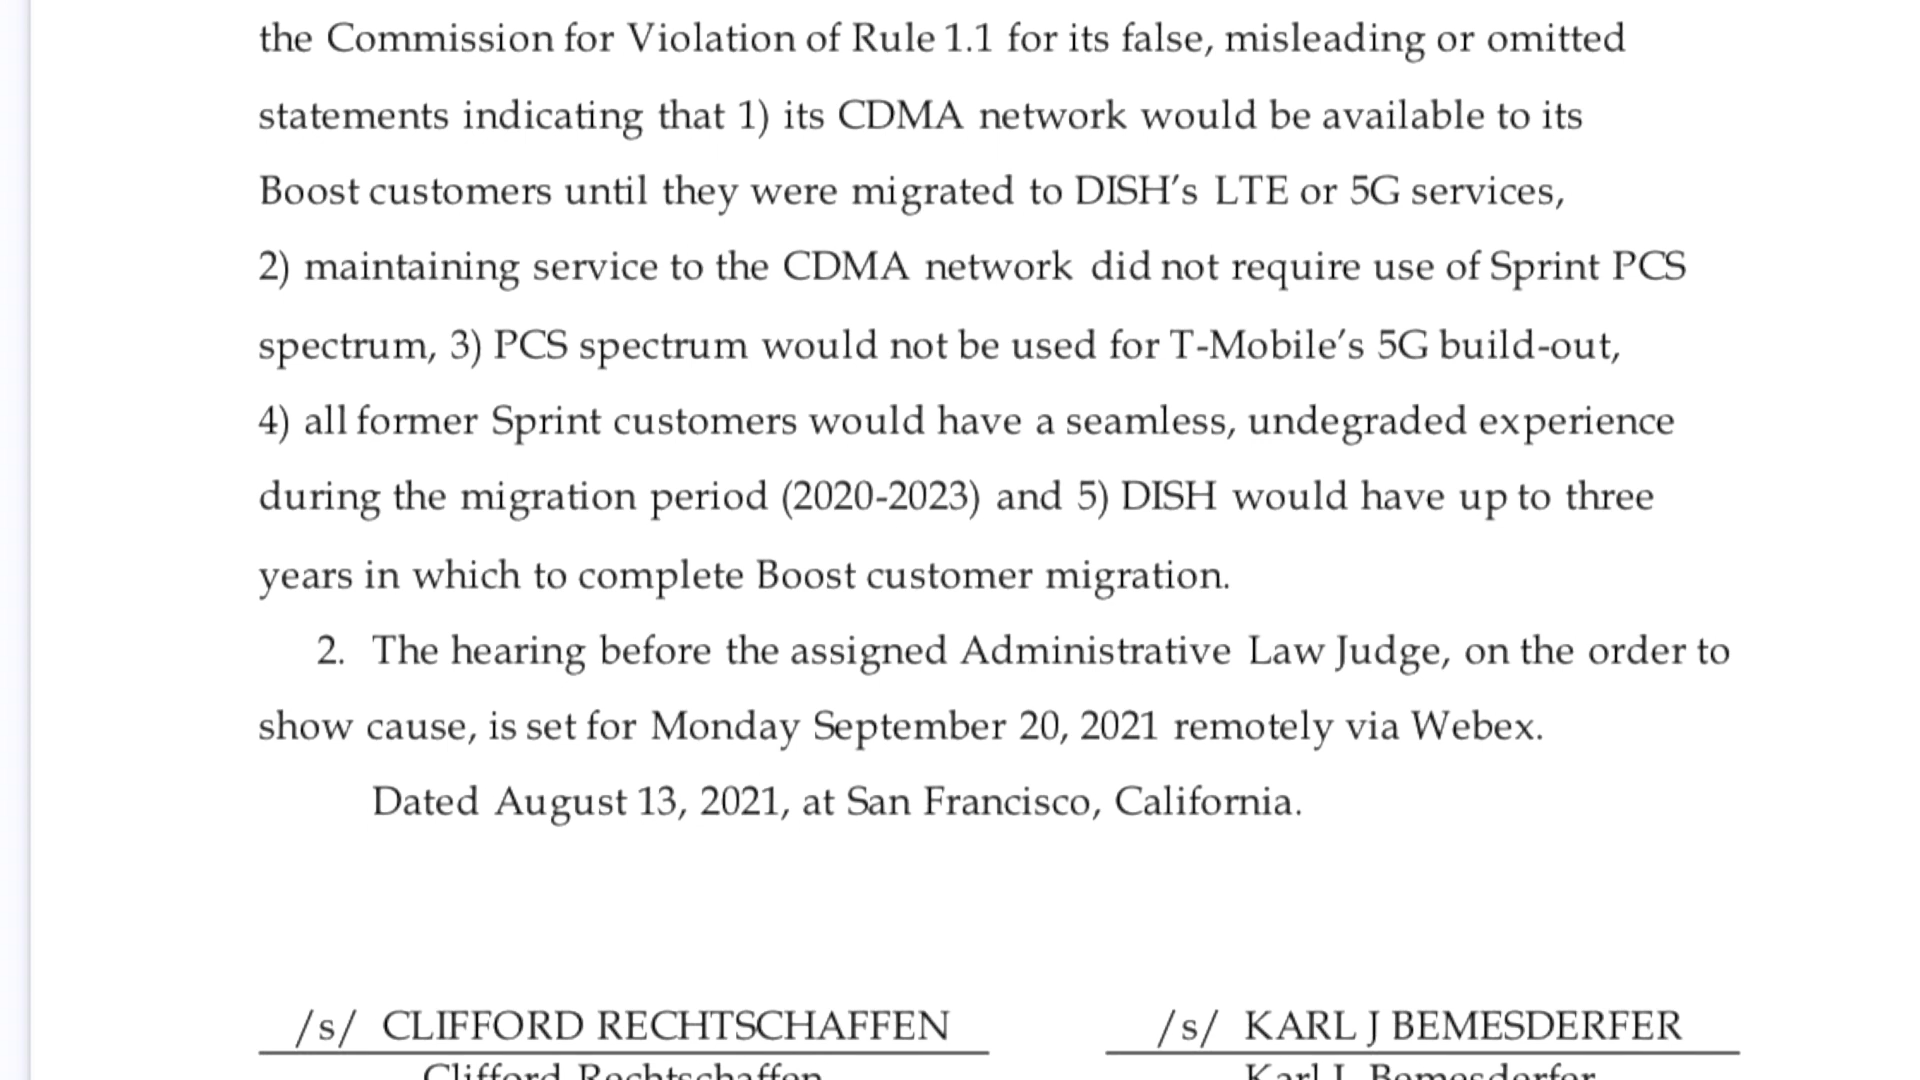 the Commission for Violation of Rule 1.1 for its false, misleading or omitted
statements indicating that 1) its CDMA network would be available to its
Boost customers until they were migrated to DISH’s LTE or 5G services,
2) maintaining service to the CDMA network did not require use of Sprint PCS
spectrum, 3) PCS spectrum would not be used for T-Mobile’s 5G build-out,
4) all former Sprint customers would have a seamless, undegraded experience
during the migration period (2020-2023) and 5) DISH would have up to three
years in which to complete Boost customer migration.
2. The hearing before the assigned Administrative Law Judge, on the order to
show cause, is set for Monday September 20, 2021 remotely via Webex.
Dated August 13, 2021, at San Francisco, California.
/s/ CLIFFORD RECHTSCHAFFEN /s/ KARL J BEMESDERFER
Clifford Rechtschaffen Karl J. Bemesderfer